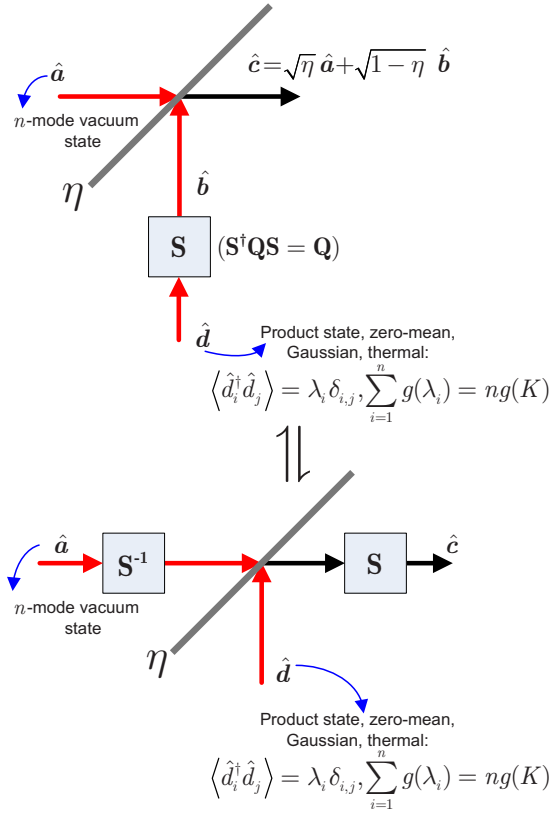 â
ĉ=√η â+√1−η b̂
n-mode vacuum
state
η
b̂
S (S†QS = Q)
d̂
Product state, zero-mean,
Gaussian, thermal:
⟨d̂ᵢ†d̂ⱼ⟩ = λᵢδᵢ,ⱼ, ∑ᵢ₌₁ⁿ g(λᵢ) = ng(K)
â
S⁻¹
S
ĉ
n-mode vacuum
state
η
d̂
Product state, zero-mean,
Gaussian, thermal:
⟨d̂ᵢ†d̂ⱼ⟩ = λᵢδᵢ,ⱼ, ∑ᵢ₌₁ⁿ g(λᵢ) = ng(K)